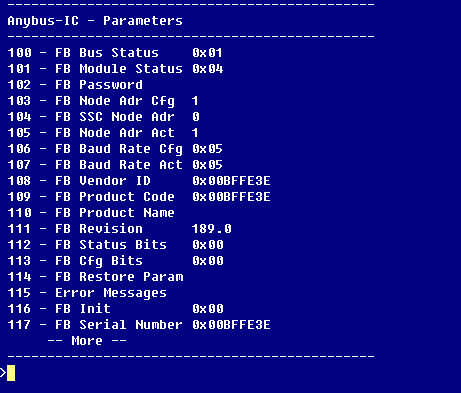 ----------------------------------------------
Anybus-IC - Parameters
----------------------------------------------
100 - FB Bus Status    0x01
101 - FB Module Status 0x04
102 - FB Password
103 - FB Node Adr Cfg  1
104 - FB SSC Node Adr  0
105 - FB Node Adr Act  1
106 - FB Baud Rate Cfg 0x05
107 - FB Baud Rate Act 0x05
108 - FB Vendor ID     0x00BFFE3E
109 - FB Product Code  0x00BFFE3E
110 - FB Product Name
111 - FB Revision      189.0
112 - FB Status Bits   0x00
113 - FB Cfg Bits      0x00
114 - FB Restore Param
115 - Error Messages
116 - FB Init          0x00
117 - FB Serial Number 0x00BFFE3E
     -- More --
----------------------------------------------
>